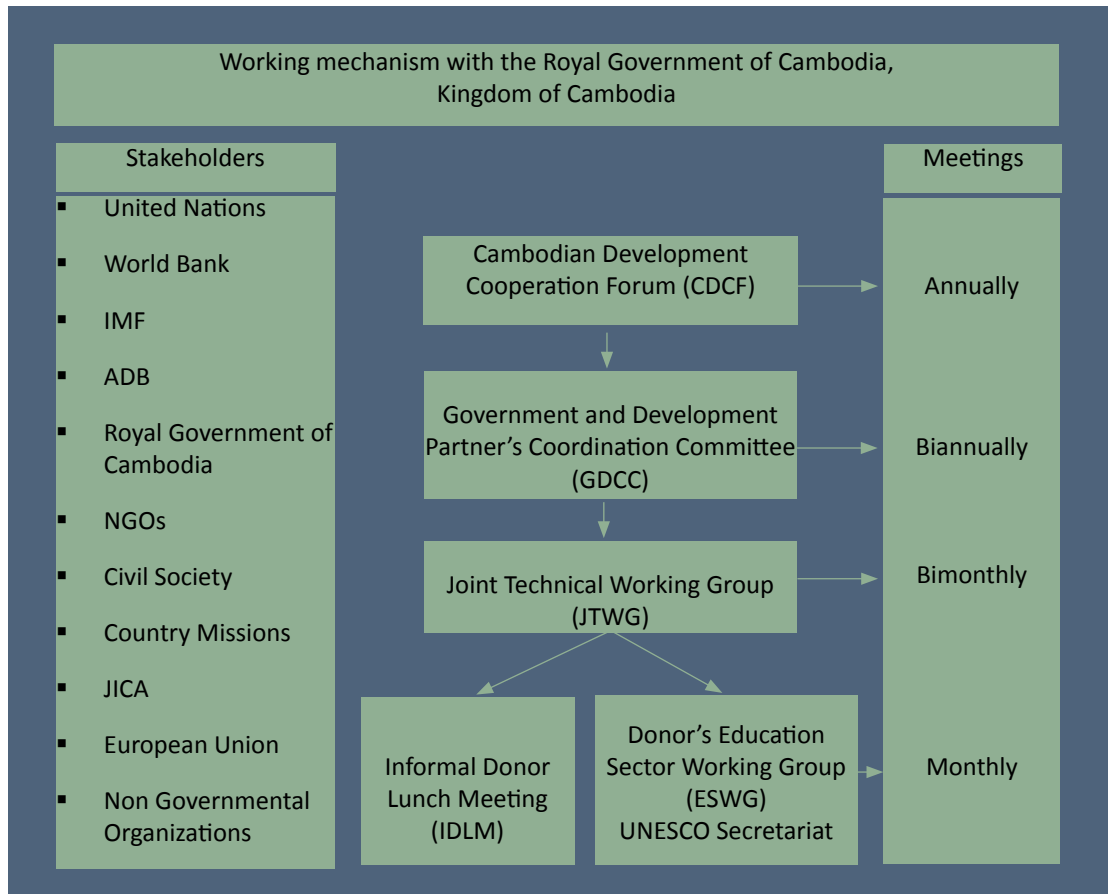 Working mechanism with the Royal Government of Cambodia,
Kingdom of Cambodia
Stakeholders
▪ United Nations
▪ World Bank
▪ IMF
▪ ADB
▪ Royal Government of
Cambodia
▪ NGOs
▪ Civil Society
▪ Country Missions
▪ JICA
▪ European Union
▪ Non Governmental
Organizations
Cambodian Development
Cooperation Forum (CDCF)
Government and Development
Partner’s Coordination Committee
(GDCC)
Joint Technical Working Group
(JTWG)
Informal Donor
Lunch Meeting
(IDLM)
Donor’s Education
Sector Working Group
(ESWG)
UNESCO Secretariat
Meetings
Annually
Biannually
Bimonthly
Monthly